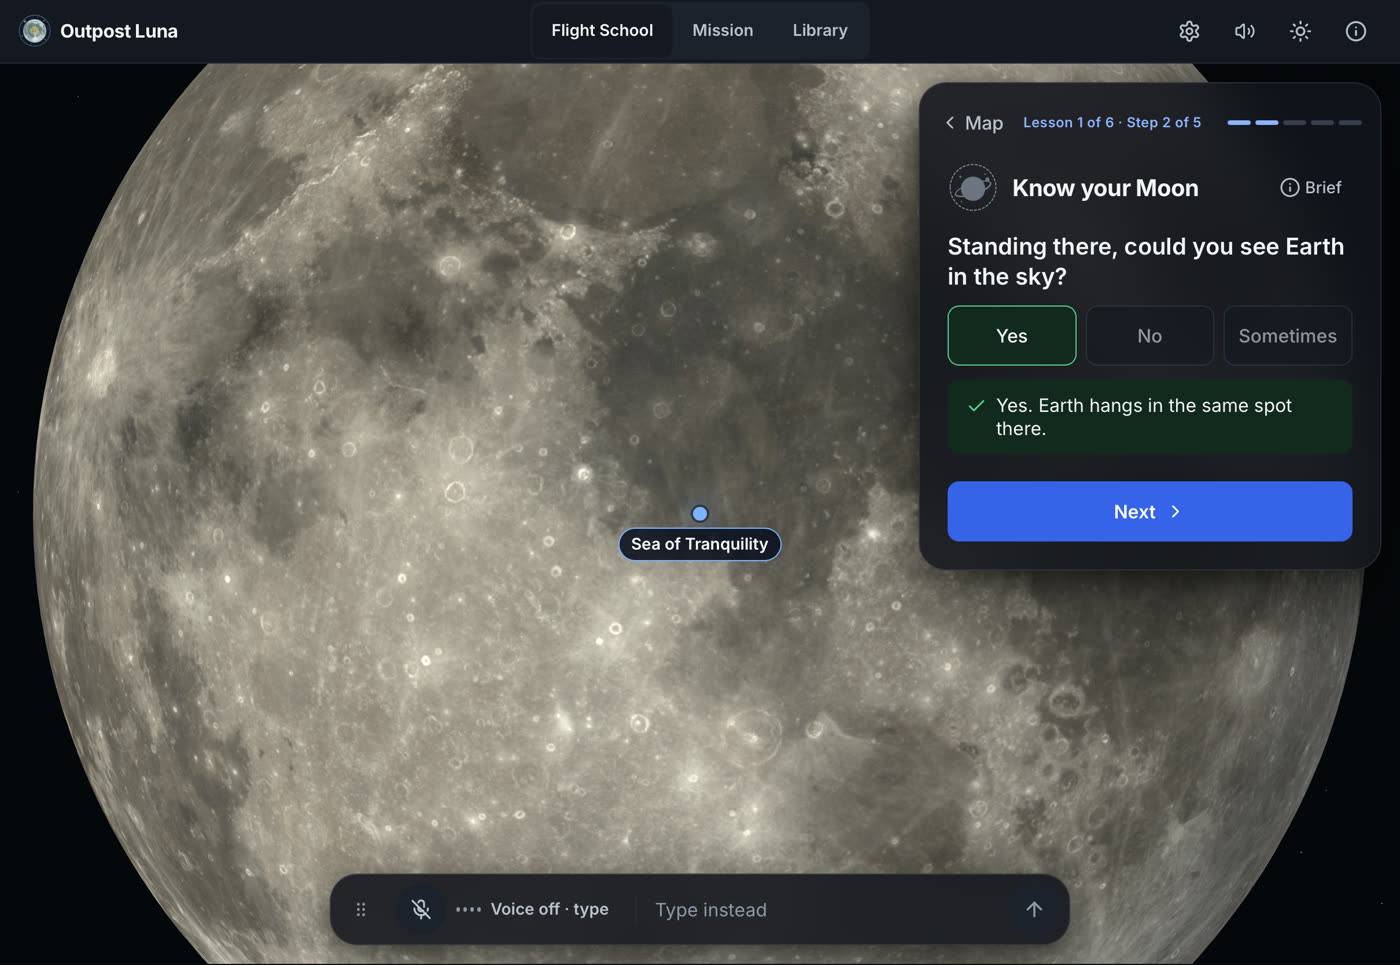 Outpost Luna
Flight School
Mission
Library
Map
Lesson 1 of 6 · Step 2 of 5
Know your Moon
Brief
Standing there, could you see Earth
in the sky?
Yes
No
Sometimes
Yes. Earth hangs in the same spot
there.
Next
Sea of Tranquility
Voice off · type
Type instead